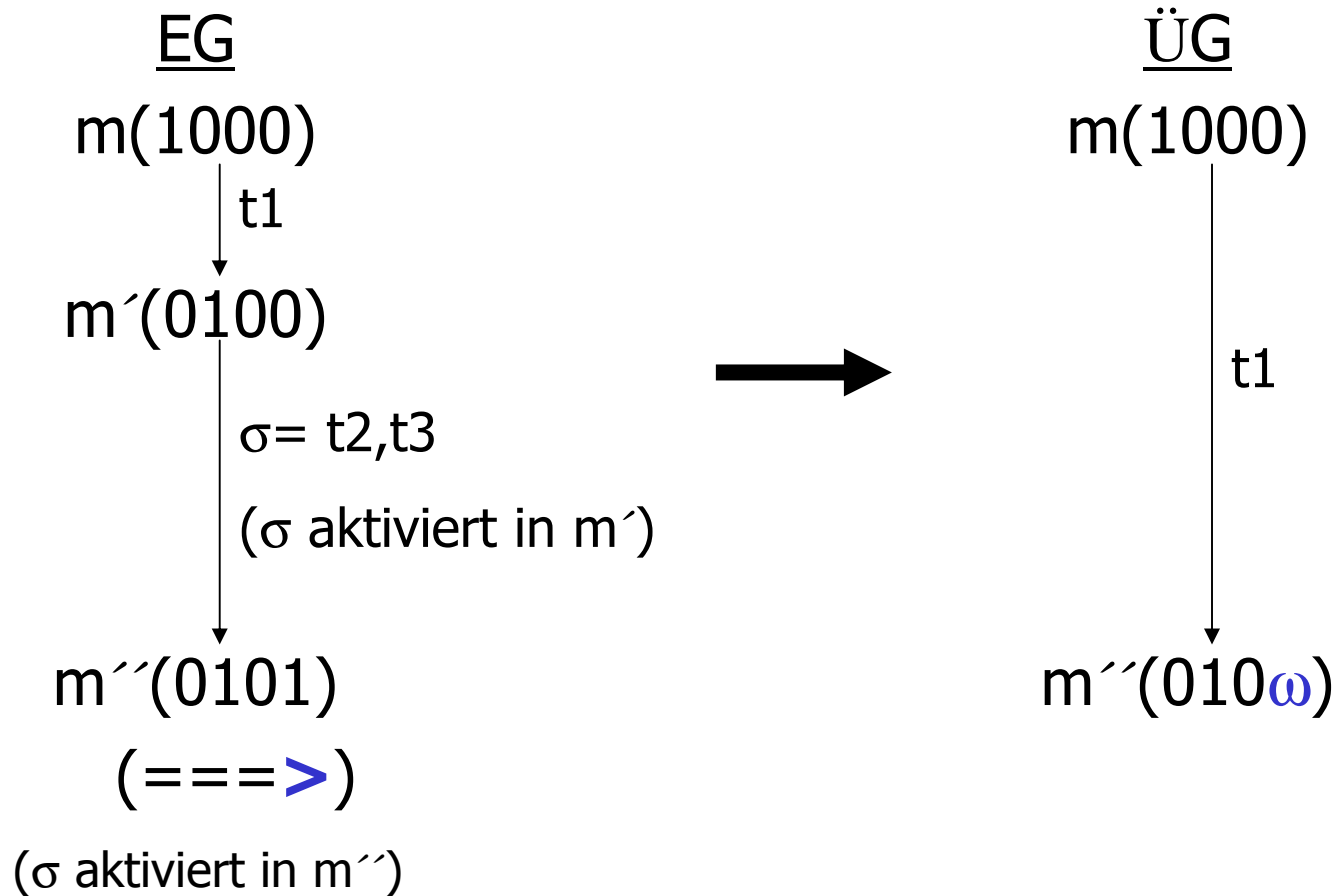 EG
m(1000)
t1
m´(0100)
σ= t2,t3
(σ aktiviert in m´)
m´´(0101)
(===>)
(σ aktiviert in m´´)
ÜG
m(1000)
t1
m´´(010ω)